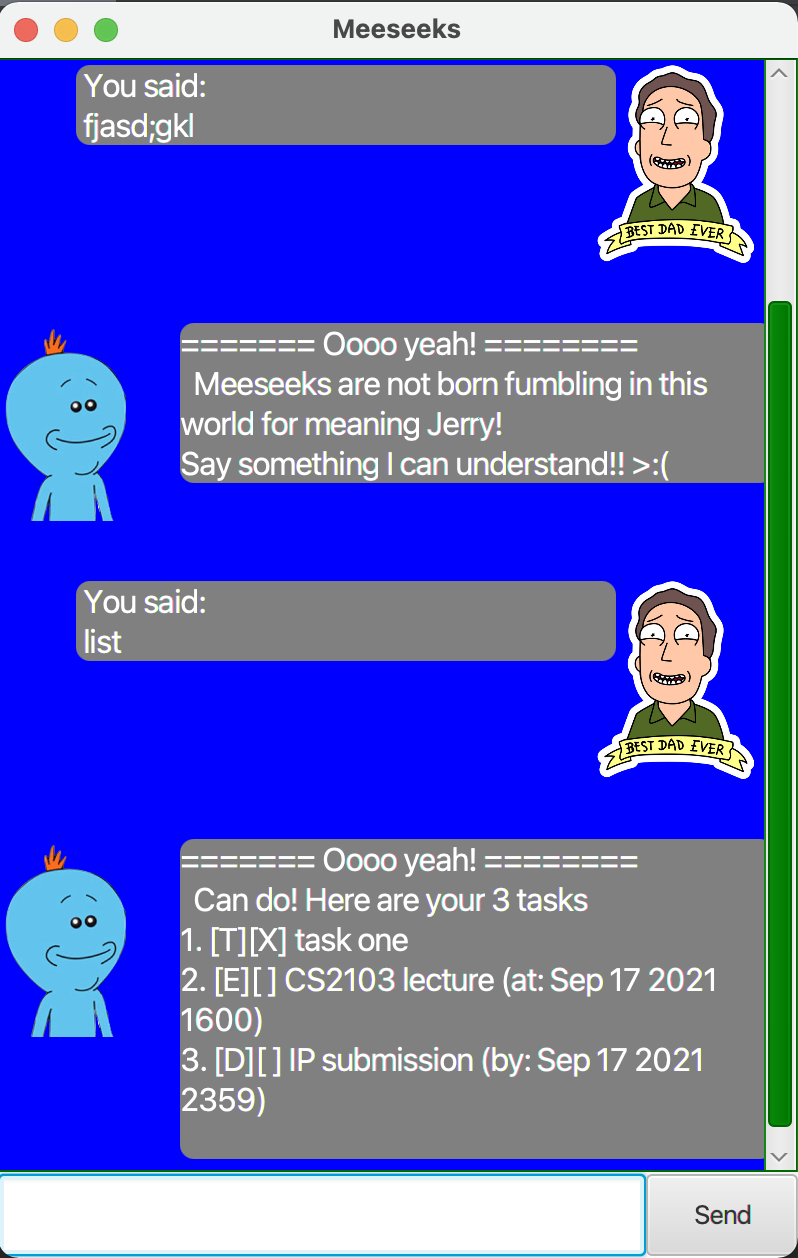 Meeseeks
You said:
fjasd;gkl
BEST DAD EVER
======= Oooo yeah! ========
Meeseeks are not born fumbling in this
world for meaning Jerry!
Say something I can understand!! >:(
You said:
list
BEST DAD EVER
======= Oooo yeah! ========
Can do! Here are your 3 tasks
1. [T][X] task one
2. [E][ ] CS2103 lecture (at: Sep 17 2021
1600)
3. [D][ ] IP submission (by: Sep 17 2021
2359)
Send